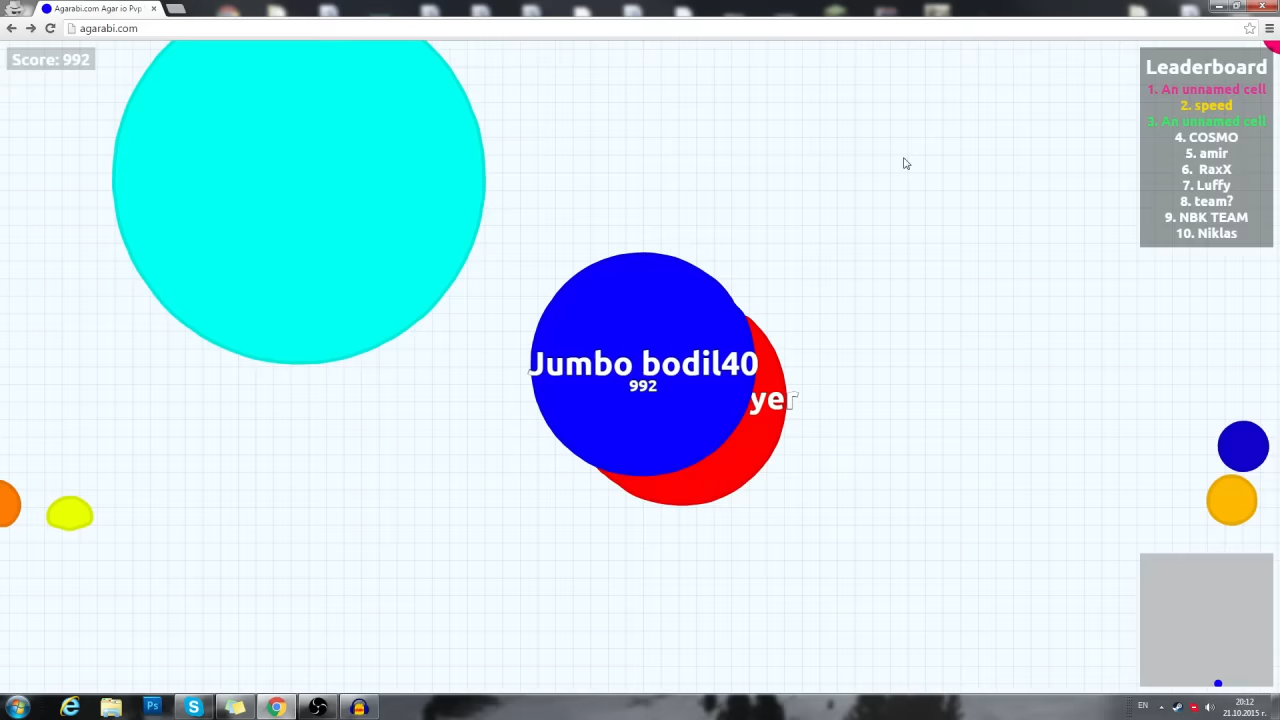 Agarabi.com Agar io Pvp
agarabi.com
Score: 992
Leaderboard
1. An unnamed cell
2. speed
3. An unnamed cell
4. COSMO
5. amir
6. RaxX
7. Luffy
8. team?
9. NBK TEAM
10. Niklas
Jumbo bodil40
992
yer
Ps
S
EN
20:12
21.10.2015 г.